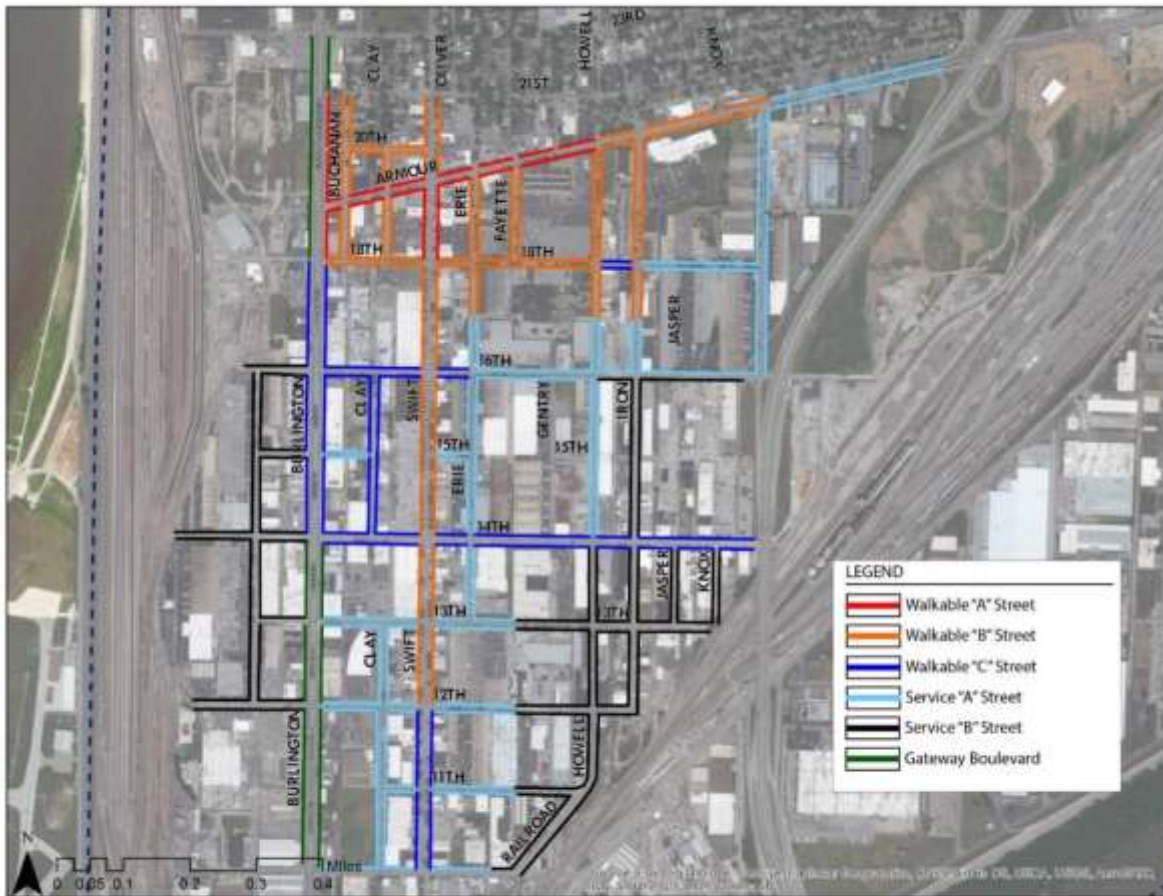 23RD
HOWELL
CLAY
OLIVER
21ST
BUCHANAN
20TH
ARMOUR
ERIE
FAYETTE
18TH
18TH
JASPER
16TH
BURLINGTON
CLAY
SWIFT
GENTRY
IRON
15TH
15TH
ERIE
14TH
JASPER
KNOX
13TH
13TH
CLAY
SWIFT
12TH
BURLINGTON
HOWELL
11TH
RAILROAD
LEGEND
Walkable "A" Street
Walkable "B" Street
Walkable "C" Street
Service "A" Street
Service "B" Street
Gateway Boulevard
Miles
0 0.05 0.1 0.2 0.3 0.4